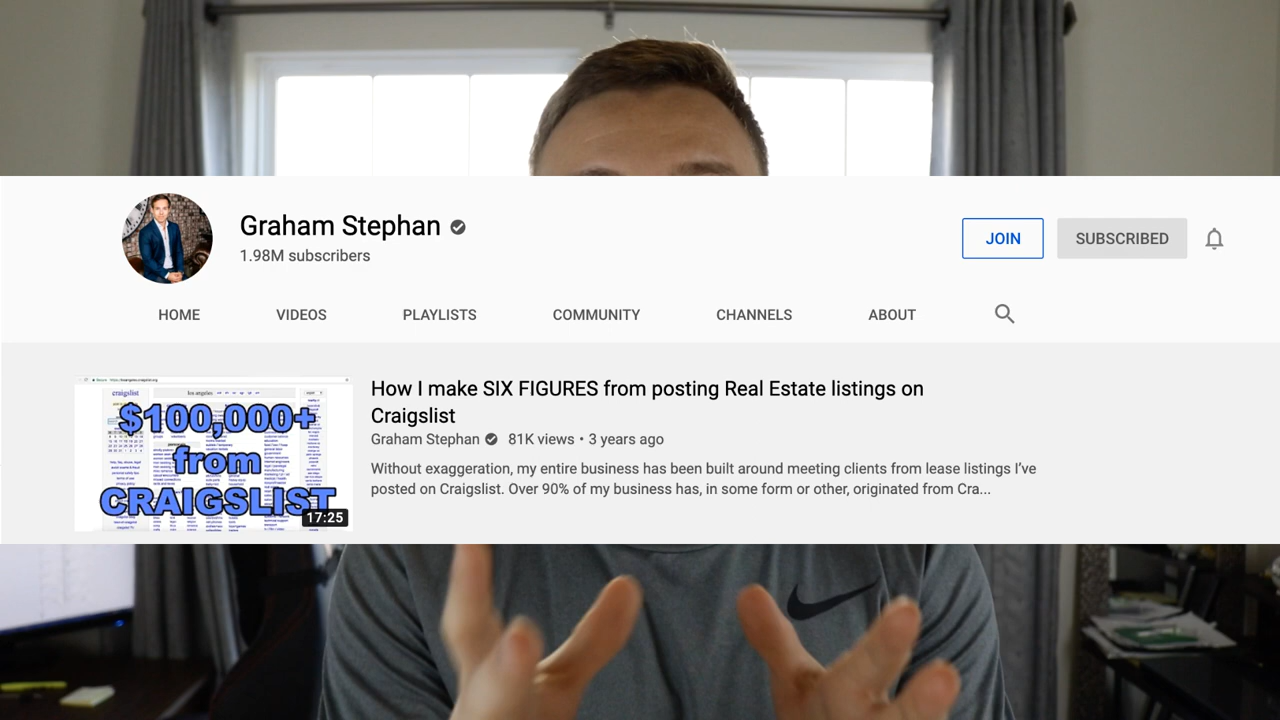 Graham Stephan
1.98M subscribers
JOIN
SUBSCRIBED
HOME
VIDEOS
PLAYLISTS
COMMUNITY
CHANNELS
ABOUT
craigslist
los angeles
$100,000+
from
CRAIGSLIST
17:25
How I make SIX FIGURES from posting Real Estate listings on
Craigslist
Graham Stephan 81K views • 3 years ago
Without exaggeration, my entire business has been built around meeting clients from lease listings I've
posted on Craigslist. Over 90% of my business has, in some form or other, originated from Cra...